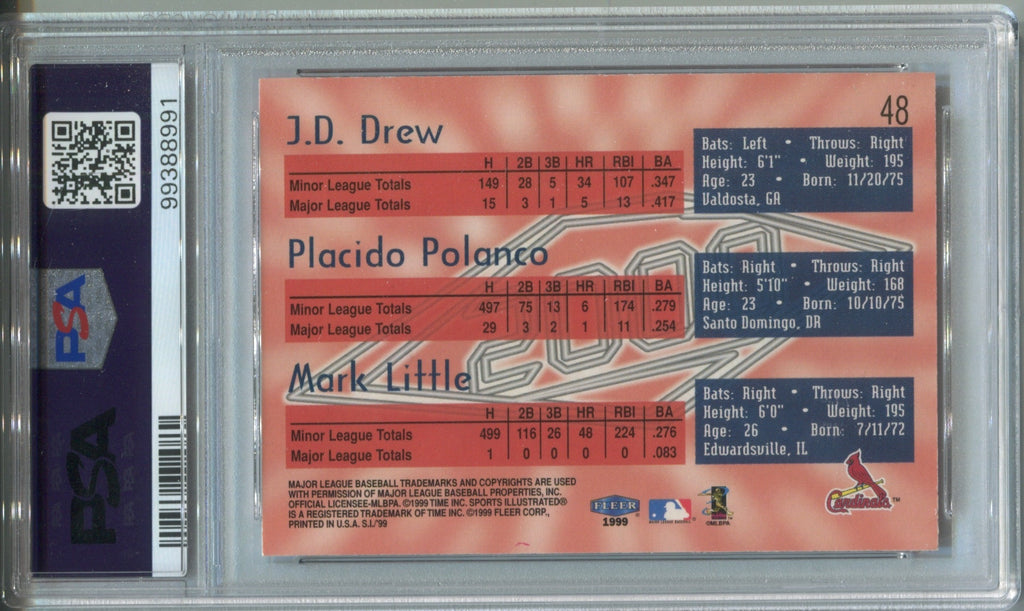 99388991
PSA
PSA
48
J.D. Drew
H 2B 3B HR RBI BA
Minor League Totals 149 28 5 34 107 .347
Major League Totals 15 3 1 5 13 .417
Bats: Left • Throws: Right
Height: 6'1" • Weight: 195
Age: 23 • Born: 11/20/75
Valdosta, GA
Placido Polanco
H 2B 3B HR RBI BA
Minor League Totals 497 75 13 6 174 .279
Major League Totals 29 3 2 1 11 .254
Bats: Right • Throws: Right
Height: 5'10" • Weight: 168
Age: 23 • Born: 10/10/75
Santo Domingo, DR
2000
Mark Little
H 2B 3B HR RBI BA
Minor League Totals 499 116 26 48 224 .276
Major League Totals 1 0 0 0 0 .083
Bats: Right • Throws: Right
Height: 6'0" • Weight: 195
Age: 26 • Born: 7/11/72
Edwardsville, IL
MAJOR LEAGUE BASEBALL TRADEMARKS AND COPYRIGHTS ARE USED
WITH PERMISSION OF MAJOR LEAGUE BASEBALL PROPERTIES, INC.
OFFICIAL LICENSEE-MLBPA. ©1999 TIME INC. SPORTS ILLUSTRATED®
IS A REGISTERED TRADEMARK OF TIME INC. ©1999 FLEER CORP.,
PRINTED IN U.S.A. S.I./'99
FLEER
1999
©MLBPA
Cardinals™